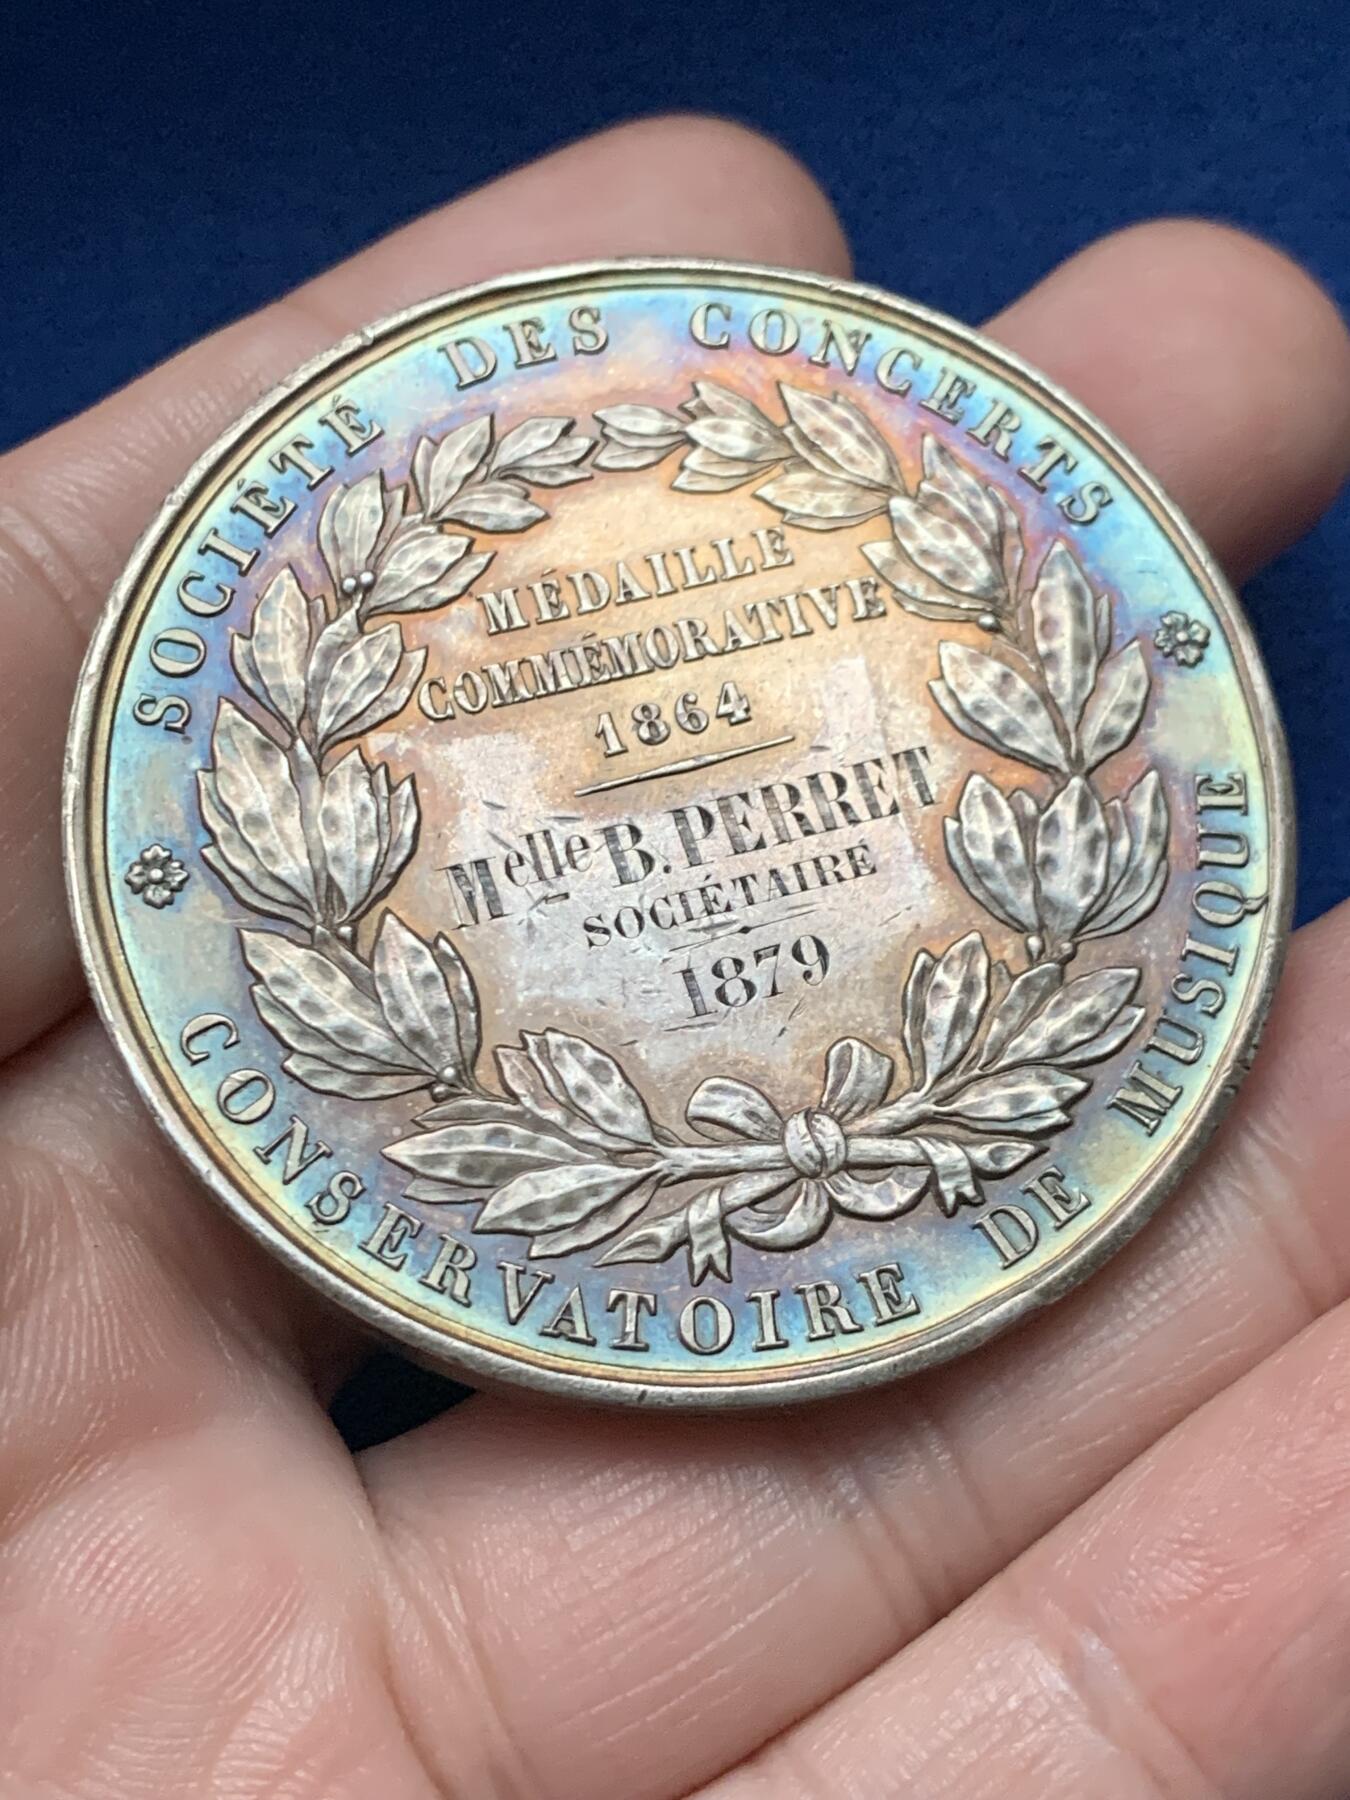 SOCIÉTÉ DES CONCERTS
MÉDAILLE
COMMÉMORATIVE
1864
Melle B. PERRET
SOCIÉTAIRE
1879
CONSERVATOIRE DE MUSIQUE